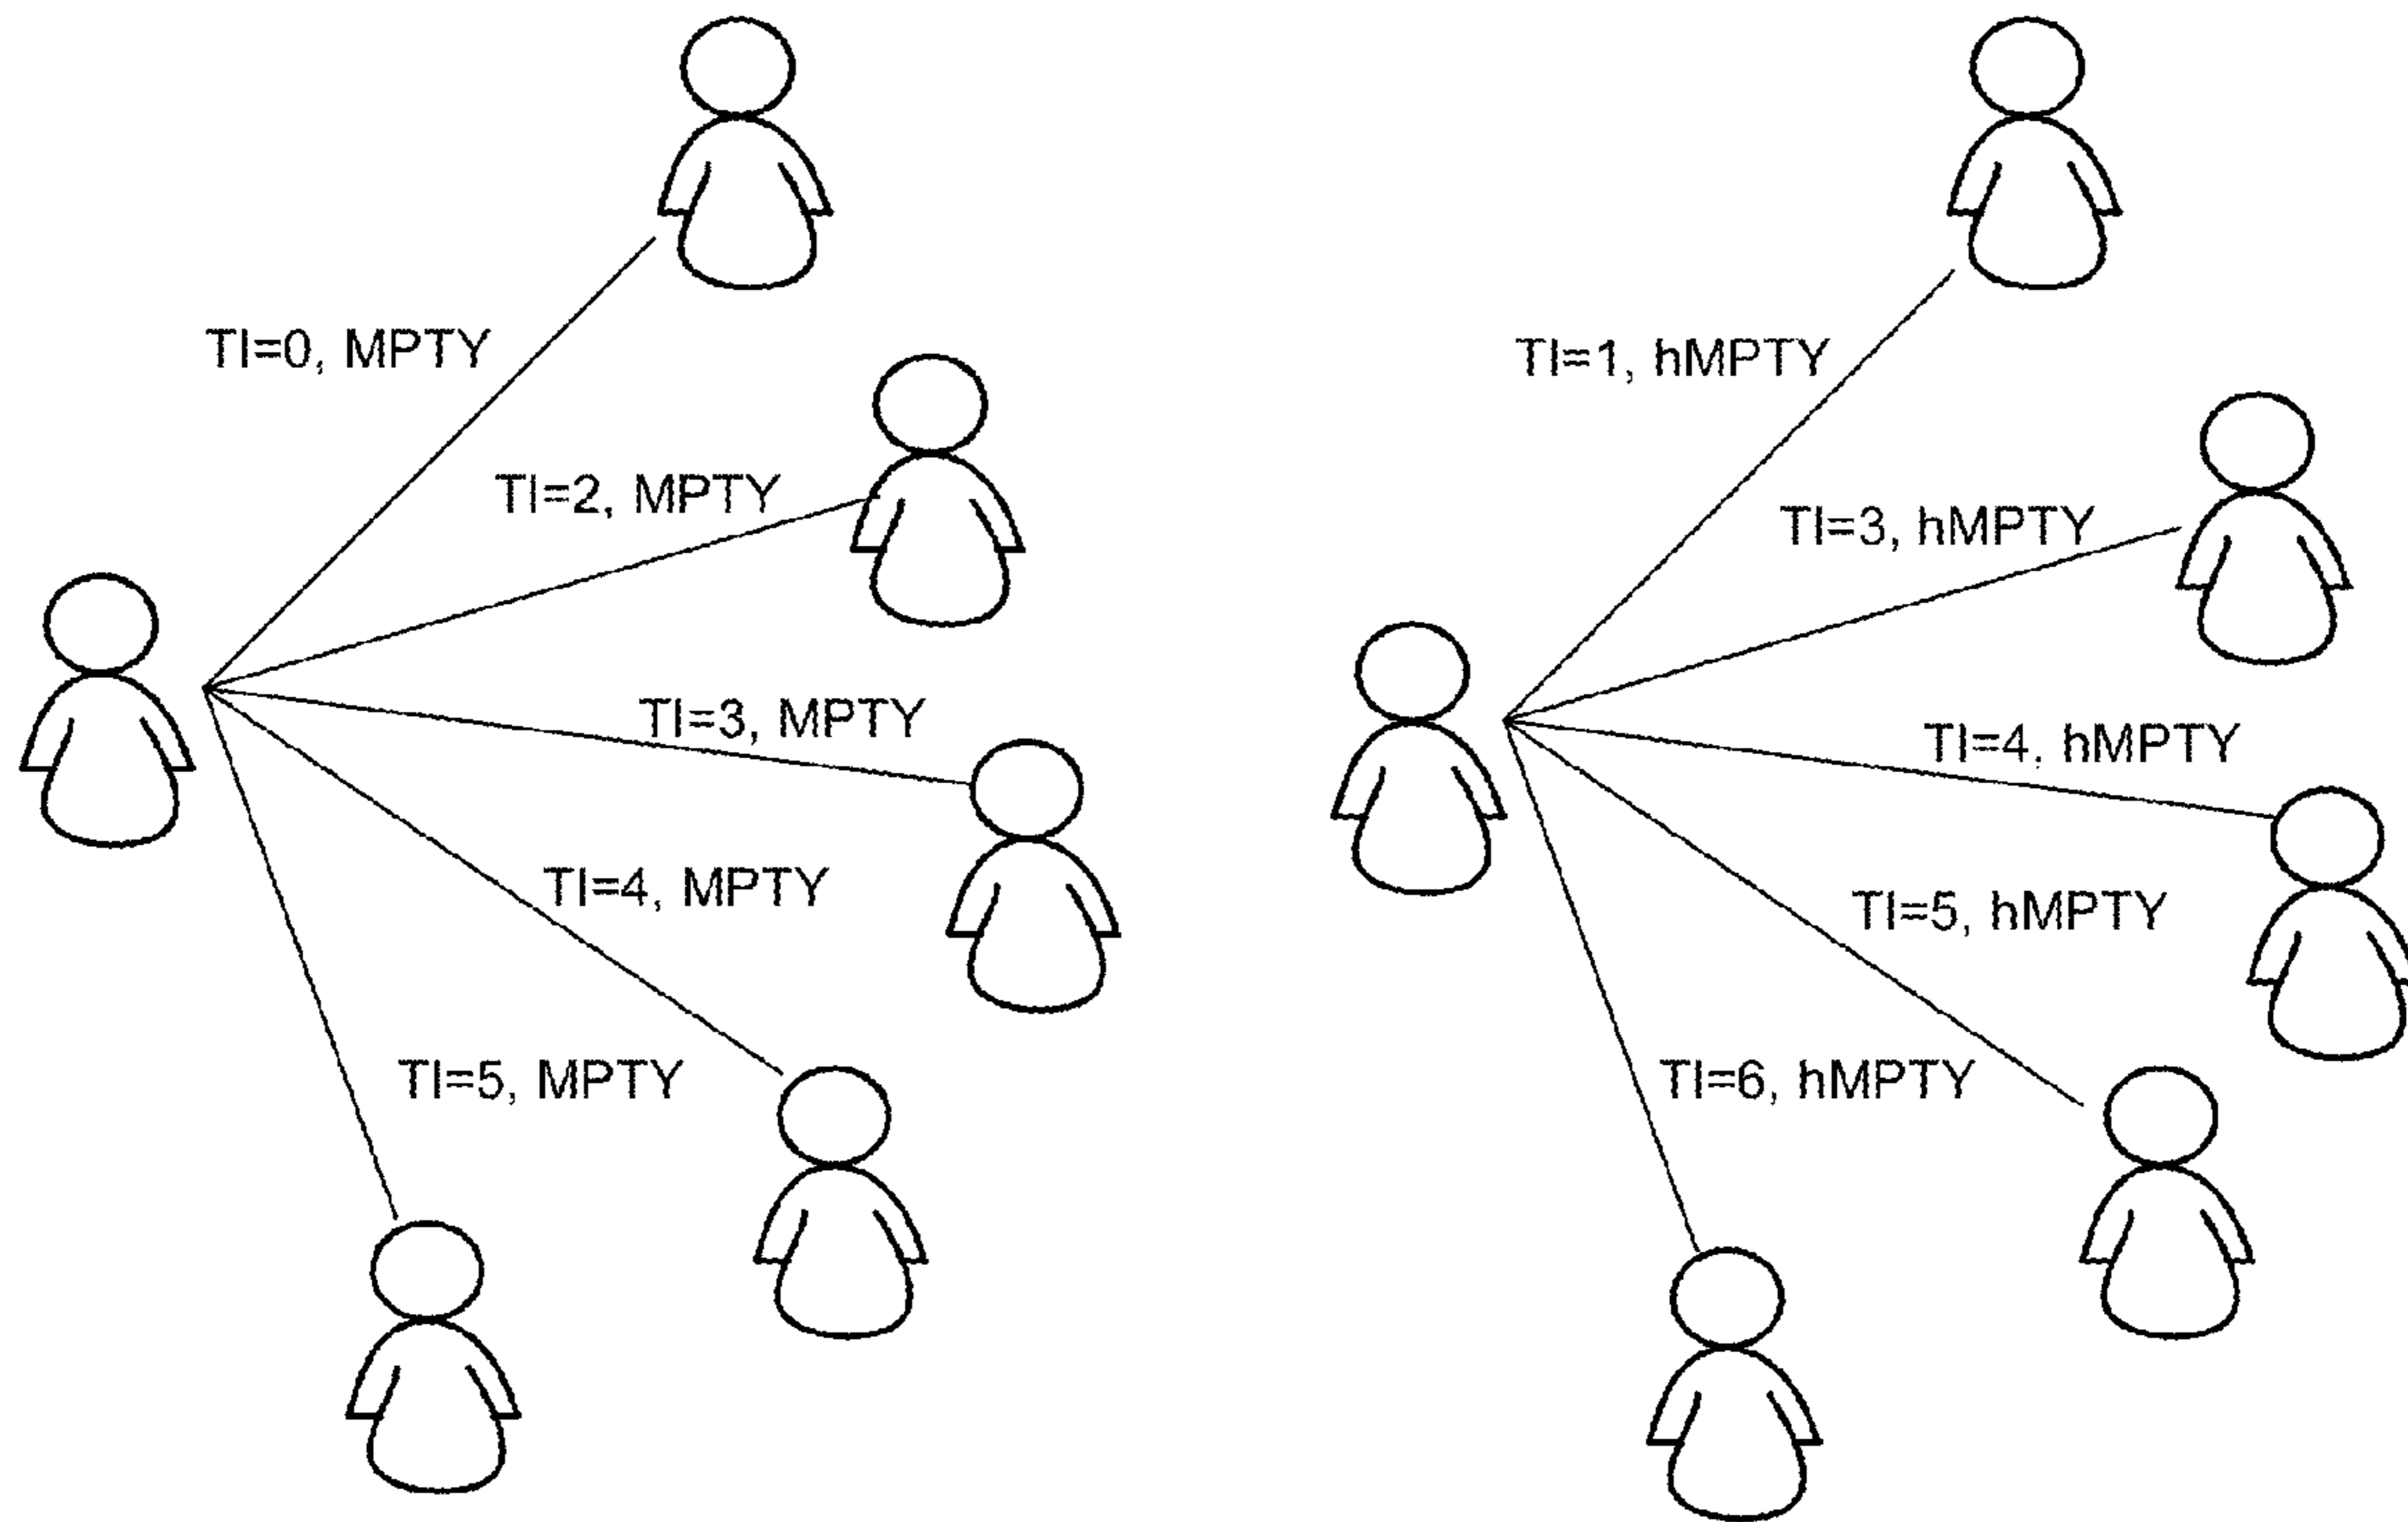 TI=0, MPTY
TI=2, MPTY
TI=3, MPTY
TI=4, MPTY
TI=5, MPTY
TI=1, hMPTY
TI=3, hMPTY
TI=4, hMPTY
TI=5, hMPTY
TI=6, hMPTY